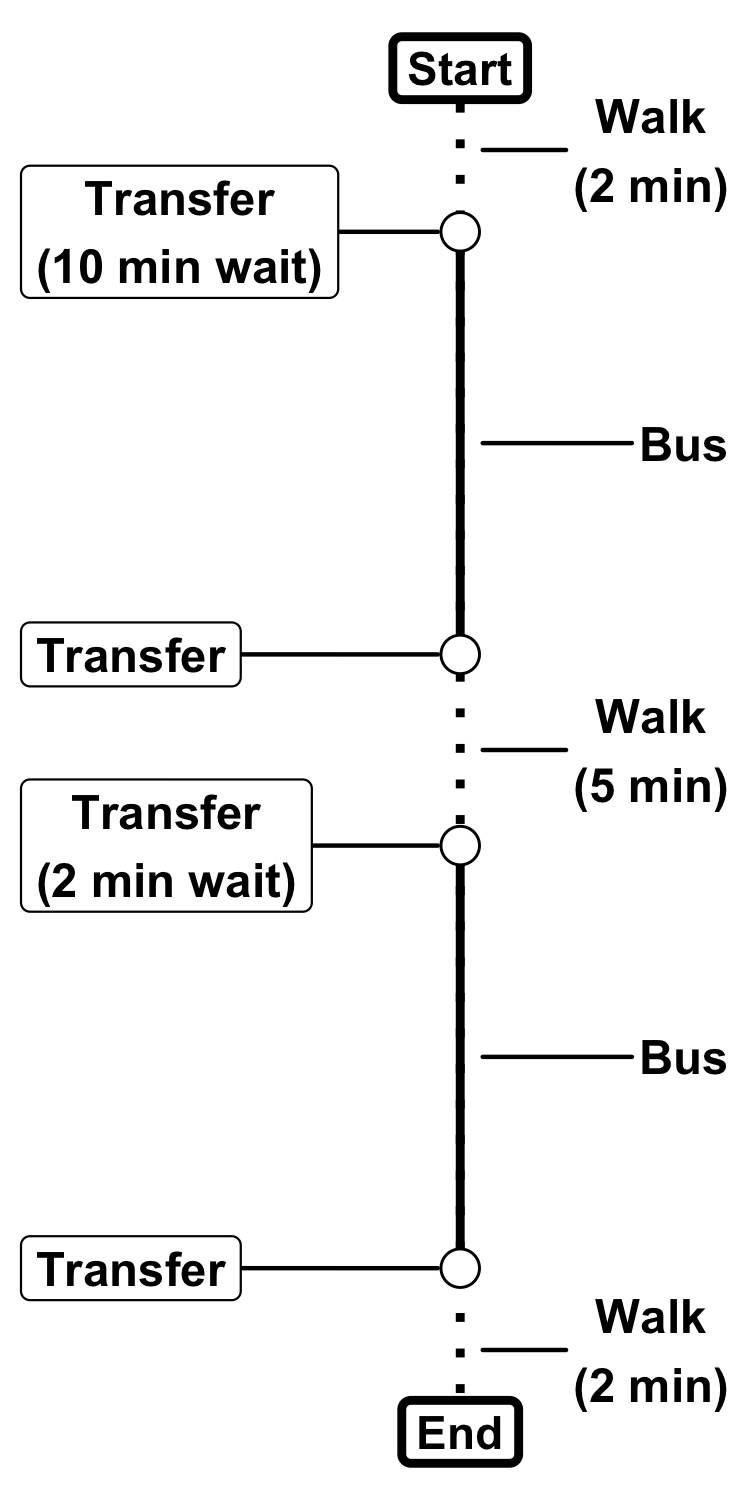 Start
Walk
(2 min)
Transfer
(10 min wait)
Bus
Transfer
Walk
(5 min)
Transfer
(2 min wait)
Bus
Transfer
Walk
(2 min)
End